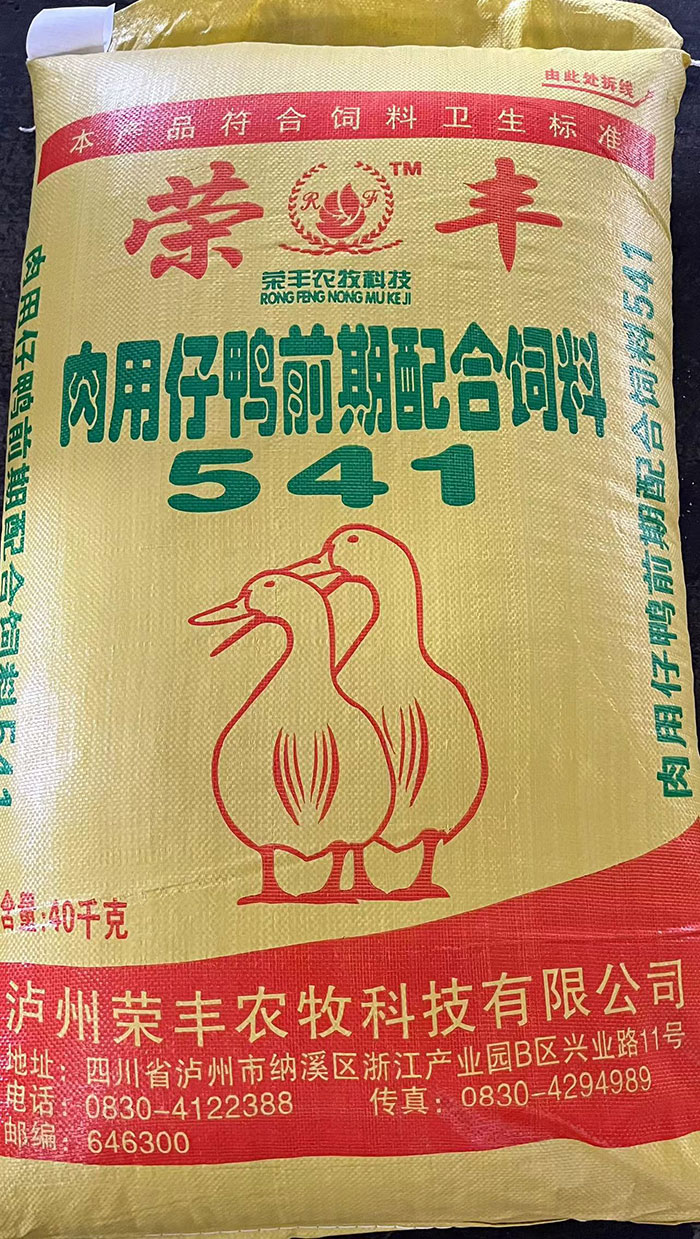 由此处拆线
本产品符合饲料卫生标准
荣 丰
TM
R F
荣丰农牧科技
RONG FENG NONG MU KE JI
肉用仔鸭前期配合饲料
541
肉用仔鸭前期配合饲料541
肉用仔鸭前期配合饲料541
含量:40千克
泸州荣丰农牧科技有限公司
地址：四川省泸州市纳溪区浙江产业园B区兴业路11号
电话：0830-4122388 传真：0830-4294989
邮编：646300